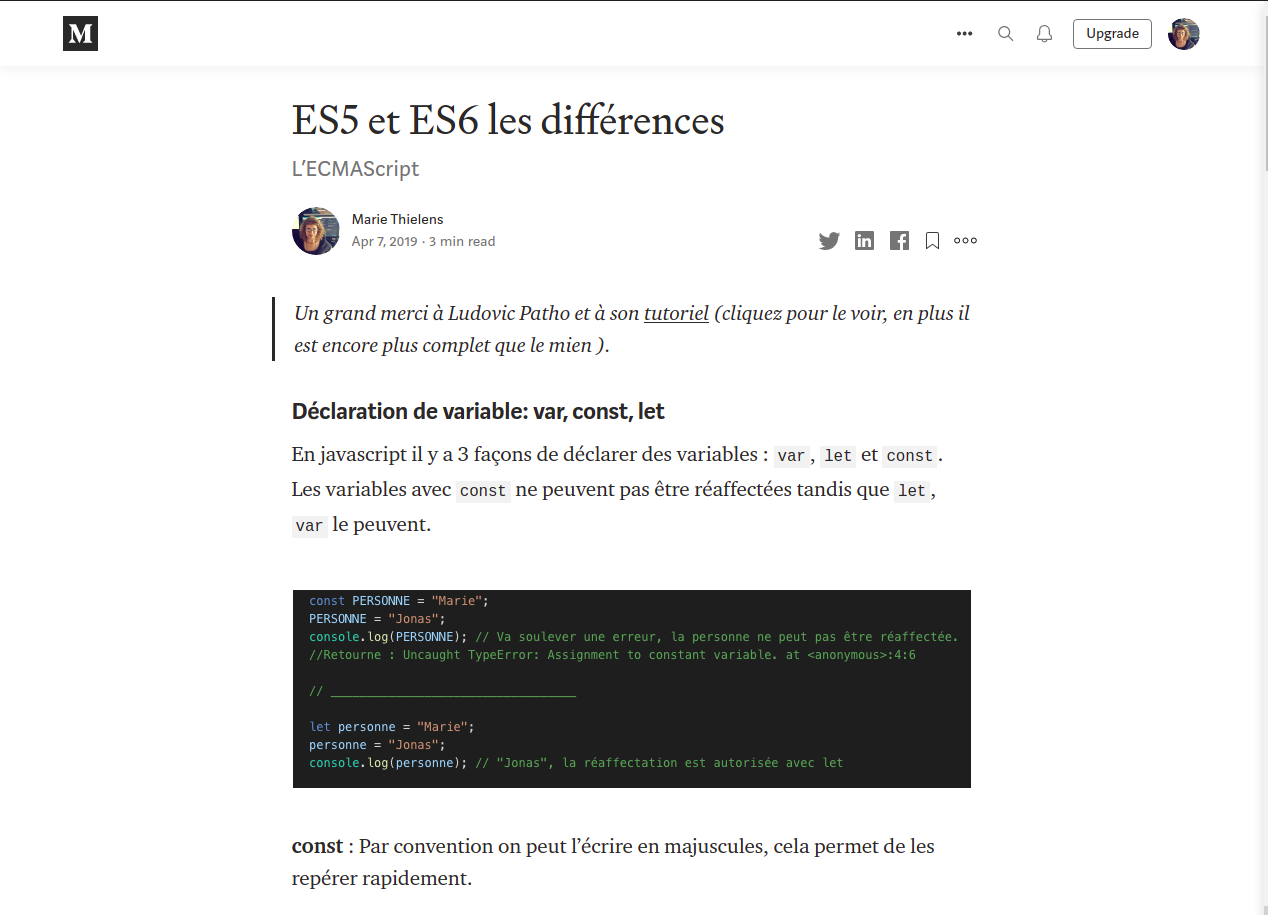 M
Upgrade
ES5 et ES6 les différences
L’ECMAScript
Marie Thielens
Apr 7, 2019 · 3 min read
Un grand merci à Ludovic Patho et à son tutoriel (cliquez pour le voir, en plus il
est encore plus complet que le mien ).
Déclaration de variable: var, const, let
En javascript il y a 3 façons de déclarer des variables : var, let et const.
Les variables avec const ne peuvent pas être réaffectées tandis que let,
var le peuvent.
const PERSONNE = "Marie";
PERSONNE = "Jonas";
console.log(PERSONNE); // Va soulever une erreur, la personne ne peut pas être réaffectée.
//Retourne : Uncaught TypeError: Assignment to constant variable. at <anonymous>:4:6
// __________________________________
let personne = "Marie";
personne = "Jonas";
console.log(personne); // "Jonas", la réaffectation est autorisée avec let
const : Par convention on peut l’écrire en majuscules, cela permet de les
repérer rapidement.